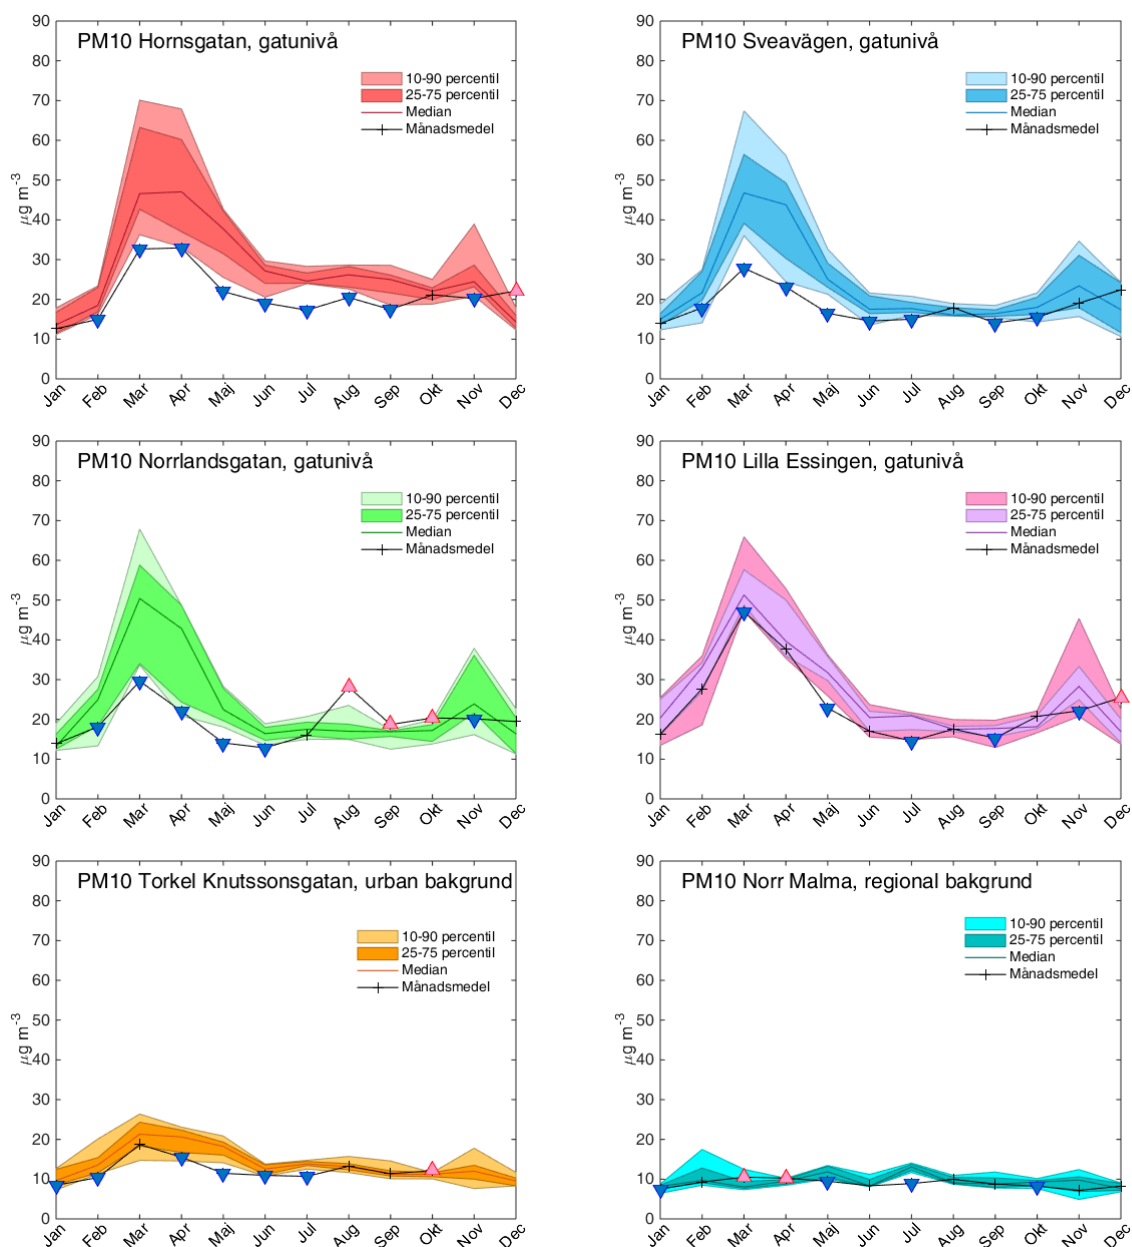 PM10 Hornsgatan, gatunivå
10-90 percentil
25-75 percentil
Median
Månadsmedel
µg m-3
90
80
70
60
50
40
30
20
10
0
Jan Feb Mar Apr Maj Jun Jul Aug Sep Okt Nov Dec
PM10 Sveavägen, gatunivå
10-90 percentil
25-75 percentil
Median
Månadsmedel
µg m-3
90
80
70
60
50
40
30
20
10
0
Jan Feb Mar Apr Maj Jun Jul Aug Sep Okt Nov Dec
PM10 Norrlandsgatan, gatunivå
10-90 percentil
25-75 percentil
Median
Månadsmedel
µg m-3
90
80
70
60
50
40
30
20
10
0
Jan Feb Mar Apr Maj Jun Jul Aug Sep Okt Nov Dec
PM10 Lilla Essingen, gatunivå
10-90 percentil
25-75 percentil
Median
Månadsmedel
µg m-3
90
80
70
60
50
40
30
20
10
0
Jan Feb Mar Apr Maj Jun Jul Aug Sep Okt Nov Dec
PM10 Torkel Knutssonsgatan, urban bakgrund
10-90 percentil
25-75 percentil
Median
Månadsmedel
µg m-3
90
80
70
60
50
40
30
20
10
0
Jan Feb Mar Apr Maj Jun Jul Aug Sep Okt Nov Dec
PM10 Norr Malma, regional bakgrund
10-90 percentil
25-75 percentil
Median
Månadsmedel
µg m-3
90
80
70
60
50
40
30
20
10
0
Jan Feb Mar Apr Maj Jun Jul Aug Sep Okt Nov Dec